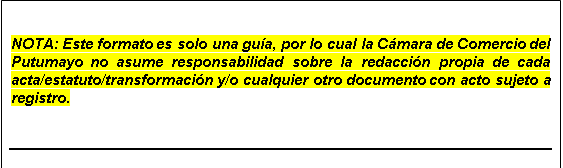 NOTA: Este formato es solo una guía, por lo cual la Cámara de Comercio del
Putumayo no asume responsabilidad sobre la redacción propia de cada
acta/estatuto/transformación y/o cualquier otro documento con acto sujeto a
registro.